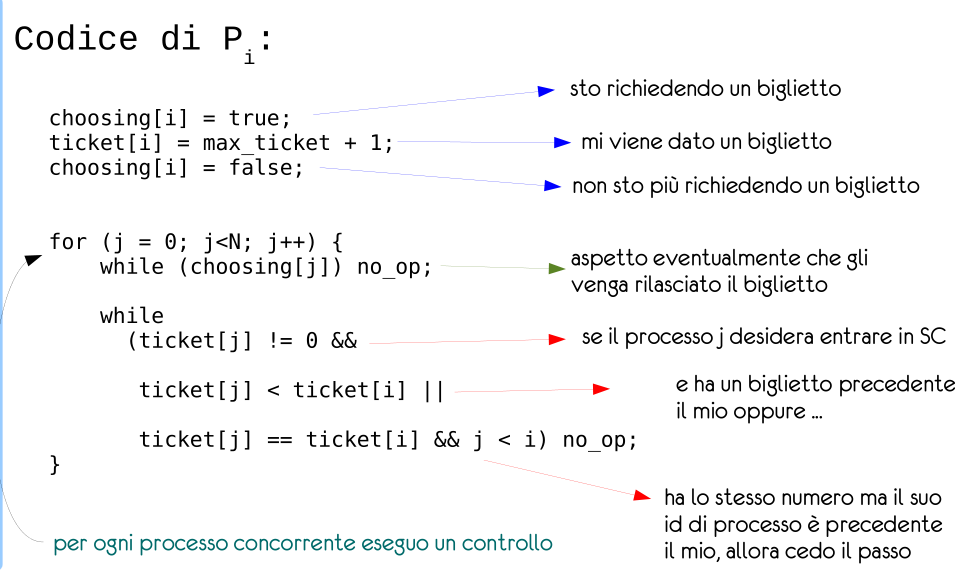 Codice di Pi:
choosing[i] = true;
sto richiedendo un biglietto
ticket[i] = max_ticket + 1;
mi viene dato un biglietto
choosing[i] = false;
non sto più richiedendo un biglietto
for (j = 0; j<N; j++) {
while (choosing[j]) no_op;
aspetto eventualmente che gli
venga rilasciato il biglietto
while
(ticket[j] != 0 &&
se il processo j desidera entrare in SC
ticket[j] < ticket[i] ||
e ha un biglietto precedente
il mio oppure ...
ticket[j] == ticket[i] && j < i) no_op;
}
ha lo stesso numero ma il suo
id di processo è precedente
il mio, allora cedo il passo
per ogni processo concorrente eseguo un controllo